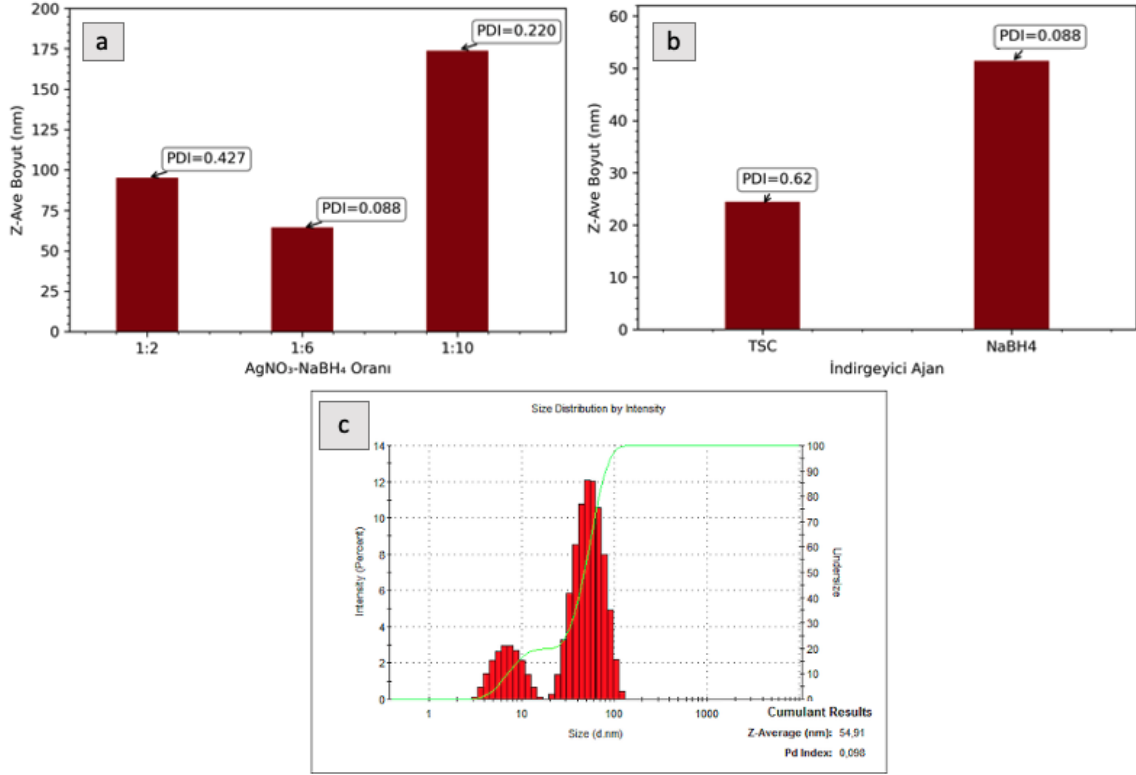 a
PDI=0.427
PDI=0.088
PDI=0.220
Z-Ave Boyut (nm)
200
175
150
125
100
75
50
25
0
1:2 1:6 1:10
AgNO₃-NaBH₄ Oranı
b
PDI=0.62
PDI=0.088
Z-Ave Boyut (nm)
60
50
40
30
20
10
0
TSC NaBH4
İndirgeyici Ajan
c
Size Distribution by Intensity
Intensity (Percent)
14
12
10
8
6
4
2
0
100
90
80
70
60
50
40
30
20
10
0
Undersize
1 10 100 1000
Size (d.nm)
Cumulant Results
Z-Average (nm): 54,91
Pd Index: 0,098